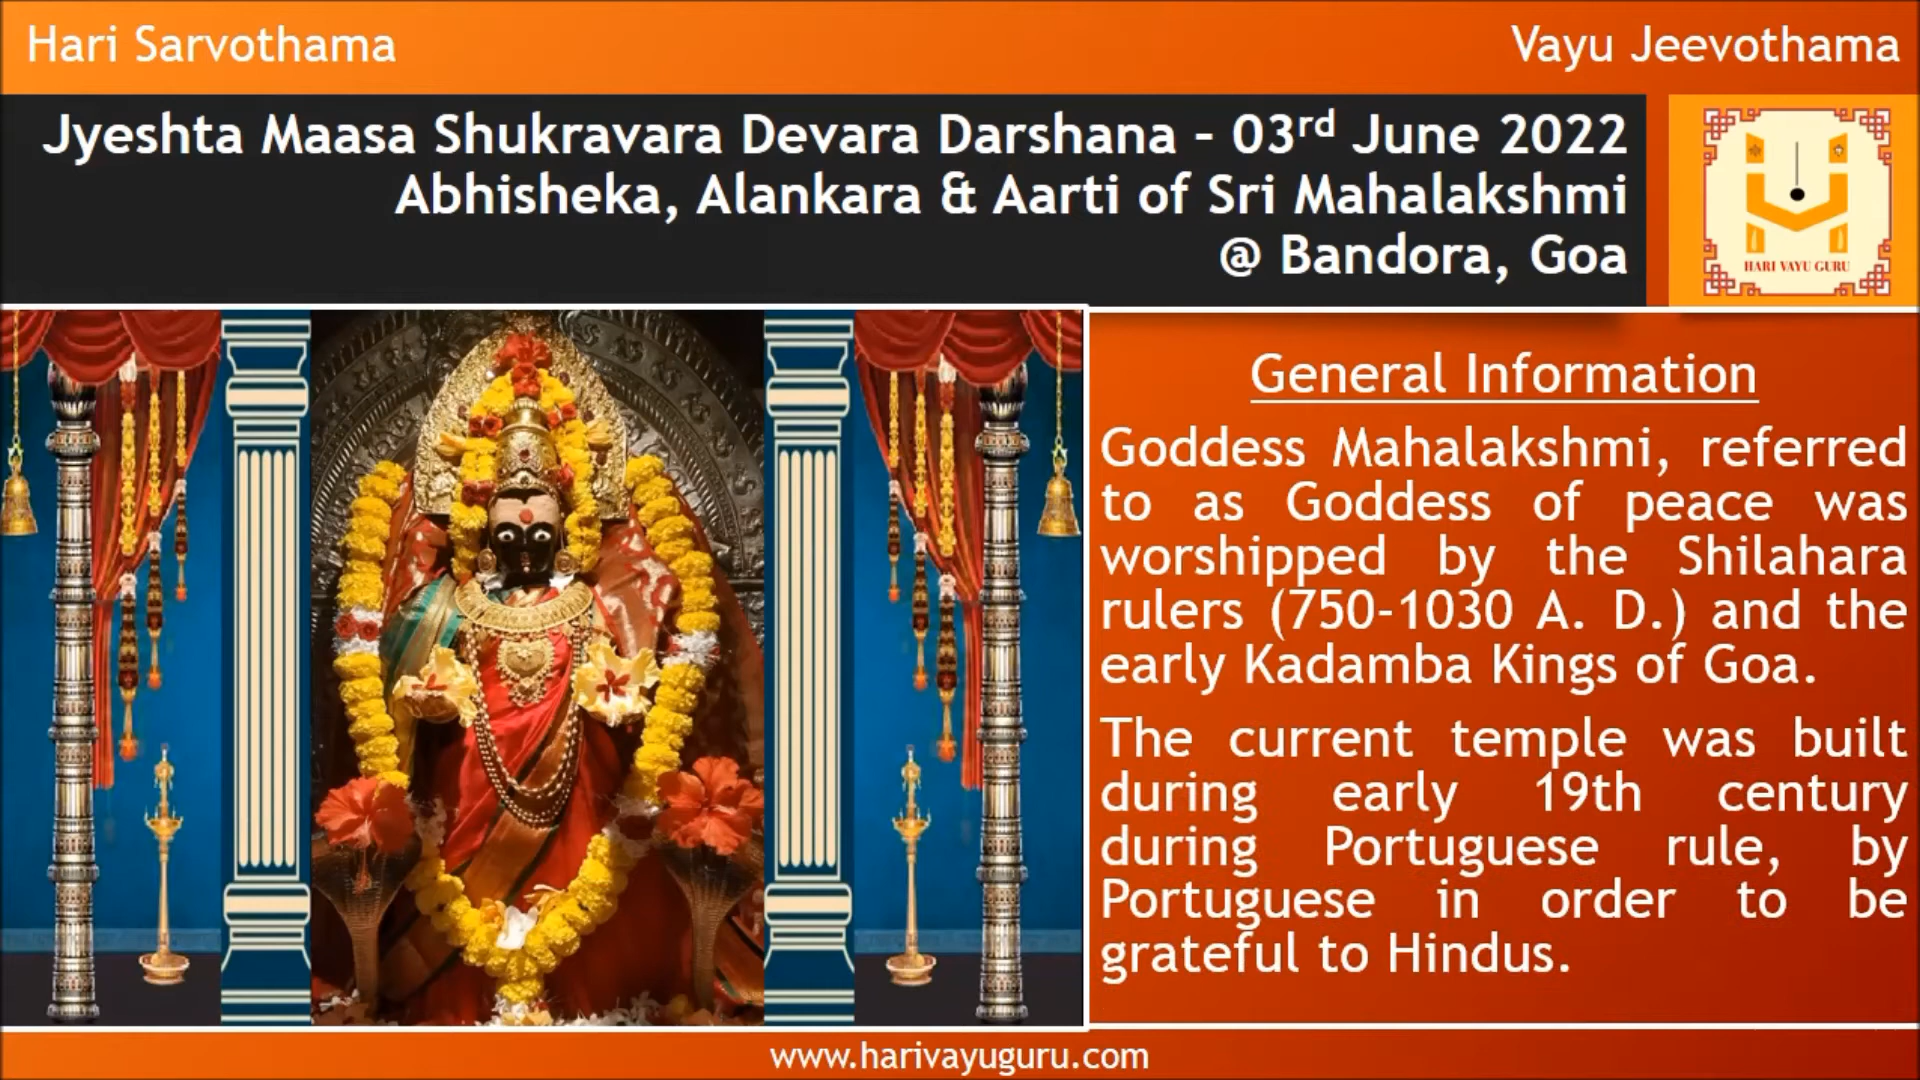 Hari Sarvothama
Vayu Jeevothama
Jyeshta Maasa Shukravara Devara Darshana – 03rd June 2022
Abhisheka, Alankara & Aarti of Sri Mahalakshmi
@ Bandora, Goa
HARI VAYU GURU
General Information
Goddess Mahalakshmi, referred
to as Goddess of peace was
worshipped by the Shilahara
rulers (750-1030 A. D.) and the
early Kadamba Kings of Goa.
The current temple was built
during early 19th century
during Portuguese rule, by
Portuguese in order to be
grateful to Hindus.
www.harivayuguru.com